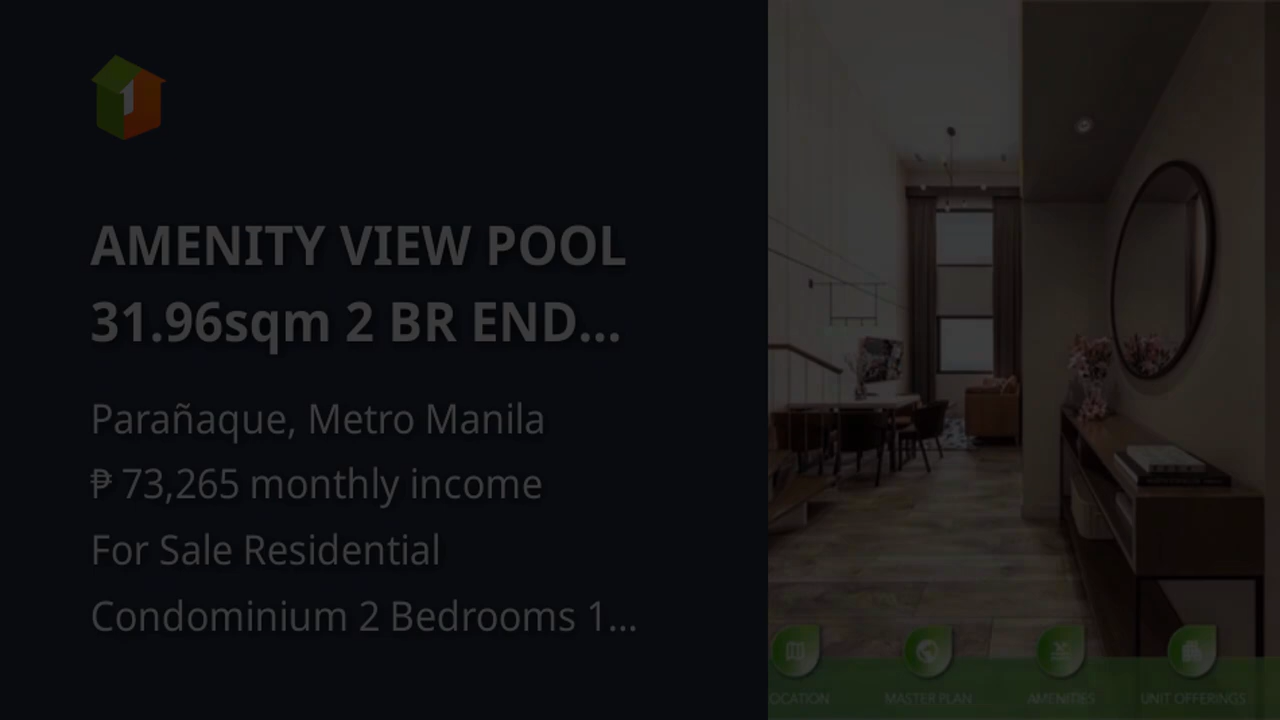 AMENITY VIEW POOL
31.96sqm 2 BR END...
Parañaque, Metro Manila
₱ 73,265 monthly income
For Sale Residential
Condominium 2 Bedrooms 1...
OCATION
MASTER PLAN
AMENITIES
UNIT OFFERINGS